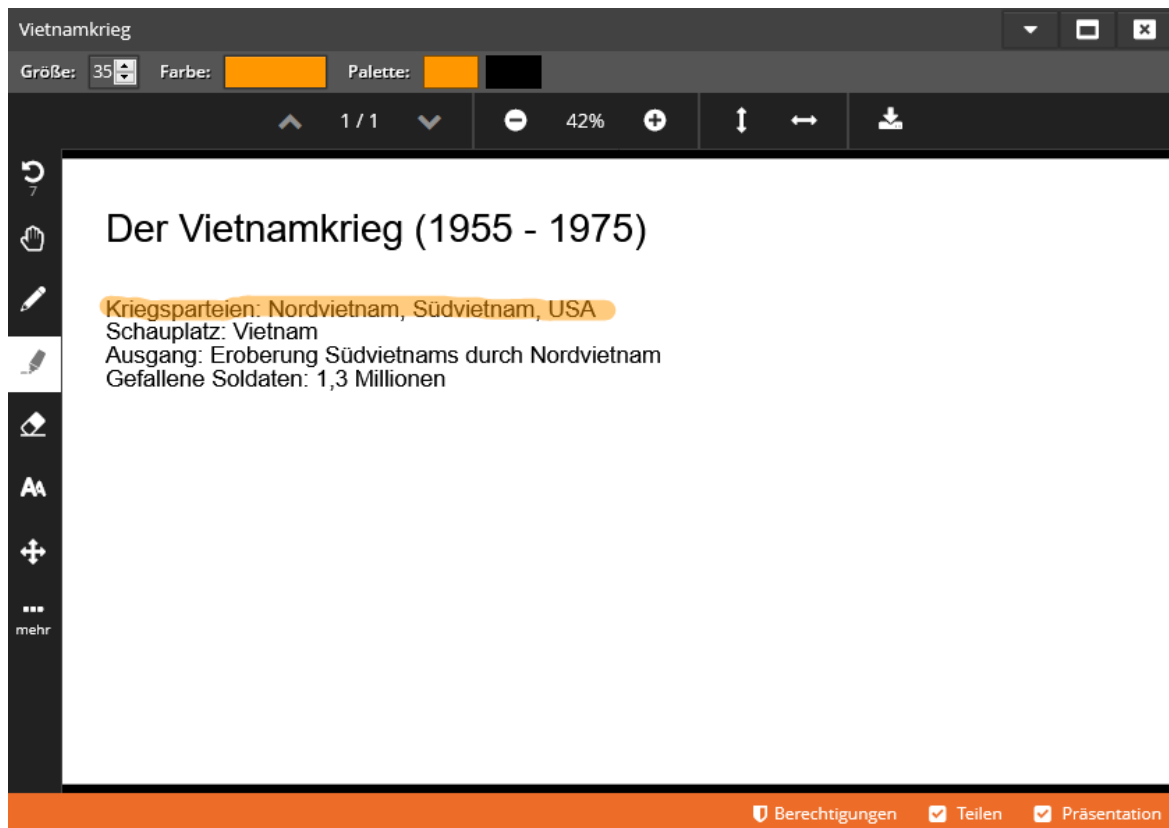 Vietnamkrieg
Größe: 35 Farbe: Palette:
1 / 1 42%
7
Der Vietnamkrieg (1955 - 1975)
Kriegsparteien: Nordvietnam, Südvietnam, USA
Schauplatz: Vietnam
Ausgang: Eroberung Südvietnams durch Nordvietnam
Gefallene Soldaten: 1,3 Millionen
AA
mehr
Berechtigungen Teilen Präsentation